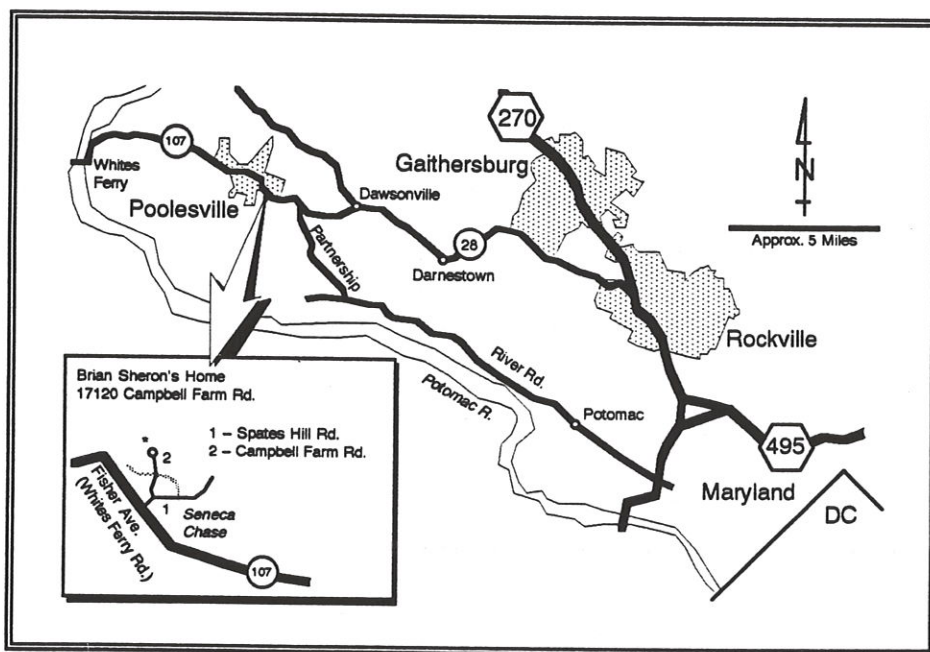 270
Gaithersburg
107
Whites
Ferry
Poolesville
Dawsonville
N
Approx. 5 Miles
28
Darnestown
Partnership
Rockville
River Rd.
Potomac R.
Potomac
495
Maryland
DC
Brian Sheron's Home
17120 Campbell Farm Rd.
1 – Spates Hill Rd.
2 – Campbell Farm Rd.
*
2
1
Fisher Ave.
(Whites Ferry Rd.)
Seneca
Chase
107